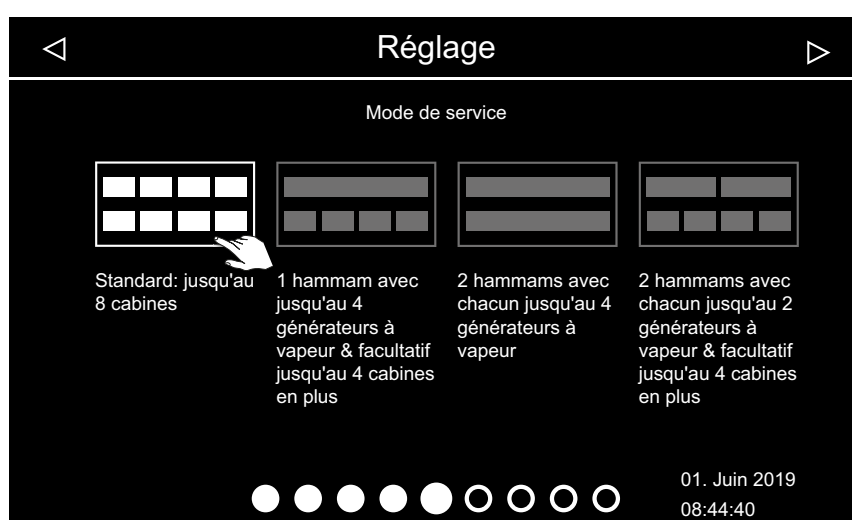 Réglage
Mode de service
Standard: jusqu'au
8 cabines
1 hammam avec
jusqu'au 4
générateurs à
vapeur & facultatif
jusqu'au 4 cabines
en plus
2 hammams avec
chacun jusqu'au 4
générateurs à
vapeur
2 hammams avec
chacun jusqu'au 2
générateurs à
vapeur & facultatif
jusqu'au 4 cabines
en plus
01. Juin 2019
08:44:40